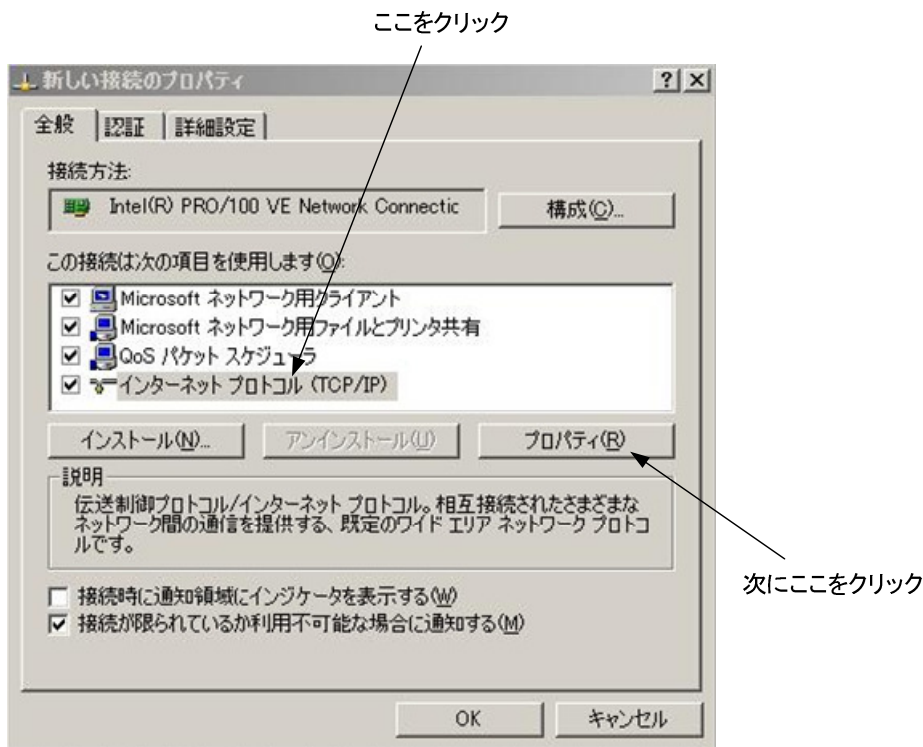 ここをクリック
新しい接続のプロパティ
全般 認証 詳細設定
接続方法:
Intel(R) PRO/100 VE Network Connectic
構成(C)...
この接続は次の項目を使用します(O):
Microsoft ネットワーク用クライアント
Microsoft ネットワーク用ファイルとプリンタ共有
QoS パケット スケジューラ
インターネット プロトコル (TCP/IP)
インストール(N)... アンインストール(U) プロパティ(R)
説明
伝送制御プロトコル/インターネット プロトコル。相互接続されたさまざまな
ネットワーク間の通信を提供する、既定のワイド エリア ネットワーク プロトコ
ルです。
次にここをクリック
接続時に通知領域にインジケータを表示する(W)
接続が限られているか利用不可能な場合に通知する(M)
OK キャンセル